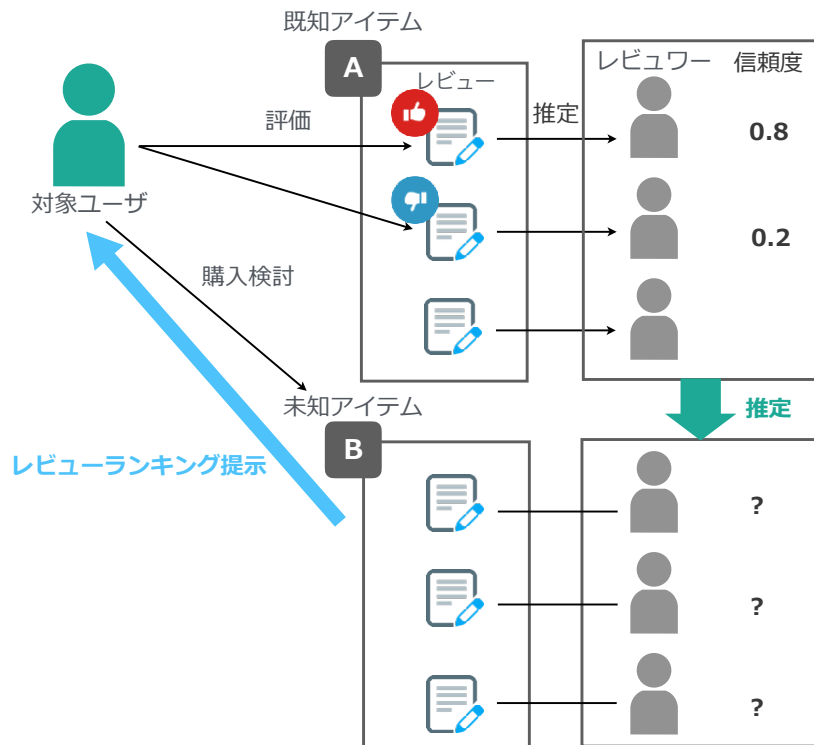 既知アイテム
A
レビュー
レビュワー 信頼度
評価
推定
0.8
対象ユーザ
0.2
購入検討
未知アイテム
推定
B
レビューランキング提示
?
?
?